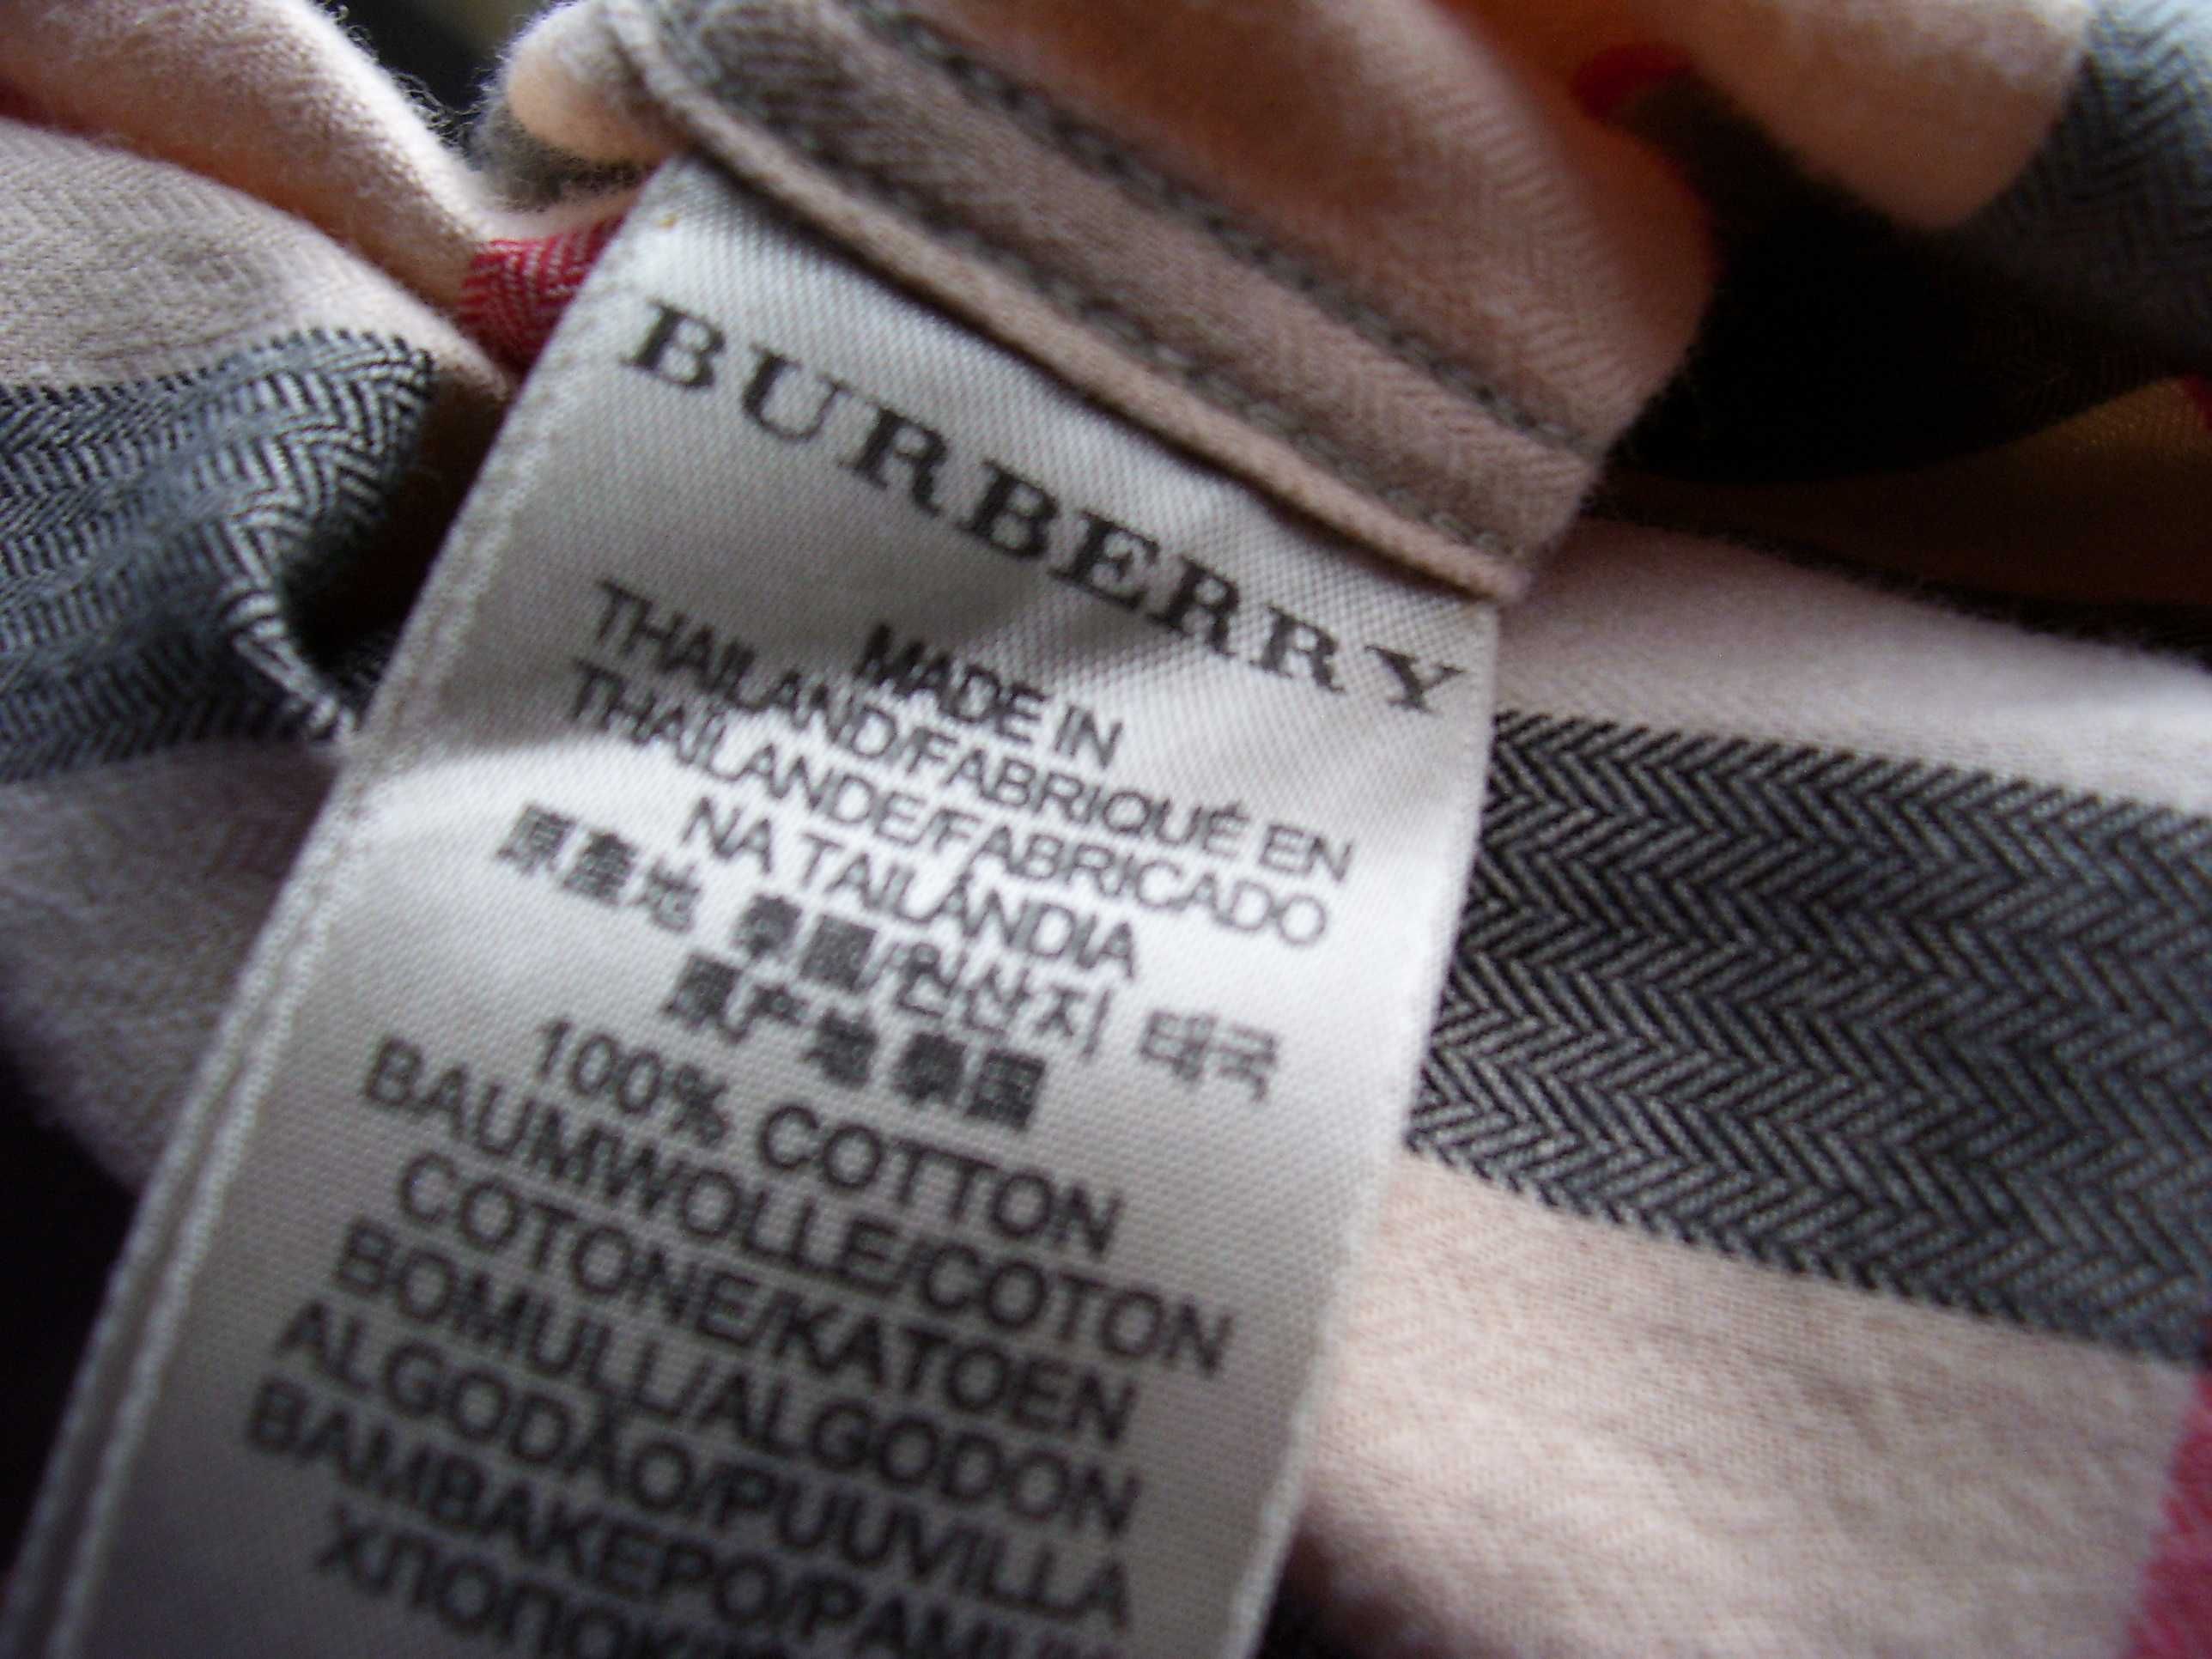 BURBERRY
MADE IN
THAILAND/FABRIQUÉ EN
THAILANDE/FABRICADO
NA TAILÂNDIA
原產地 泰國/원산지 태국
原产地 泰国
100% COTTON
BAUMWOLLE/COTON
COTONE/KATOEN
BOMULL/ALGODON
ALGODÃO/PUUVILLA
BAMBAKEPO/PAMUK
ХЛОПОК